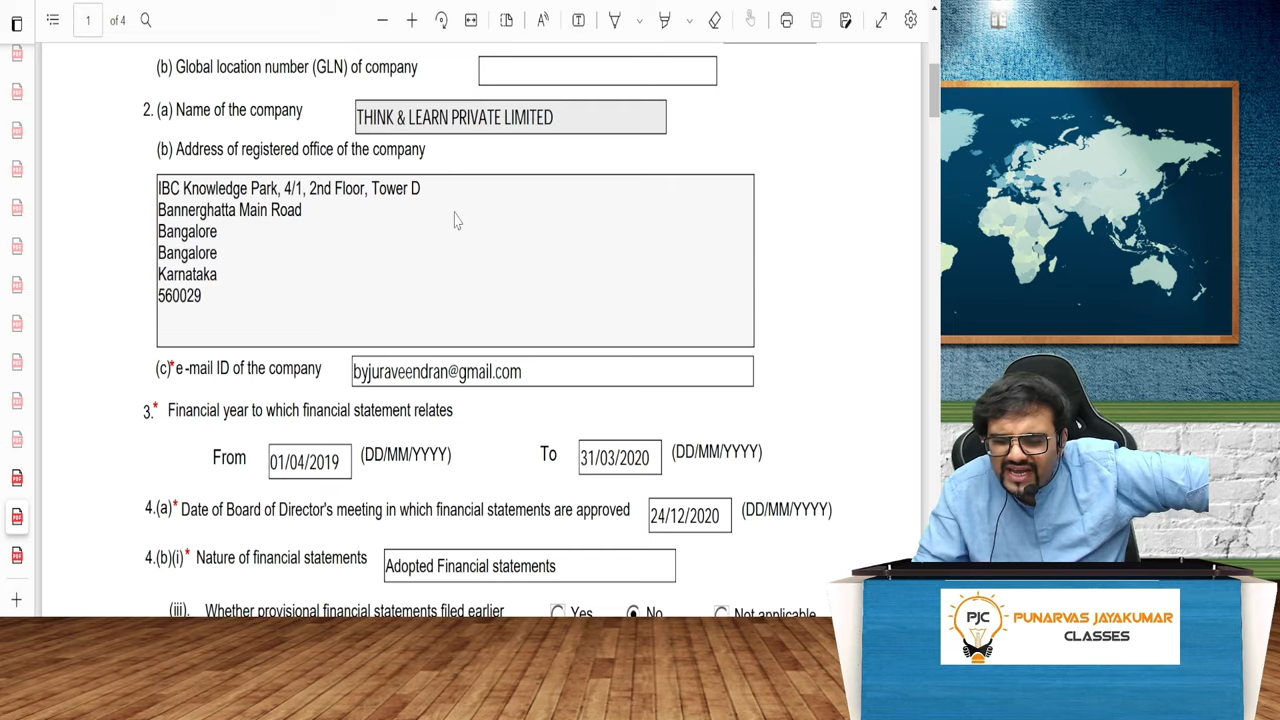 1 of 4
(b) Global location number (GLN) of company
2. (a) Name of the company THINK & LEARN PRIVATE LIMITED
(b) Address of registered office of the company
IBC Knowledge Park, 4/1, 2nd Floor, Tower D
Bannerghatta Main Road
Bangalore
Bangalore
Karnataka
560029
(c)* e-mail ID of the company byjuraveendran@gmail.com
3.* Financial year to which financial statement relates
From 01/04/2019 (DD/MM/YYYY) To 31/03/2020 (DD/MM/YYYY)
4.(a)* Date of Board of Director's meeting in which financial statements are approved 24/12/2020 (DD/MM/YYYY)
4.(b)(i)* Nature of financial statements Adopted Financial statements
(iii). Whether provisional financial statements filed earlier Yes No Not applicable
PJC PUNARVAS JAYAKUMAR
CLASSES